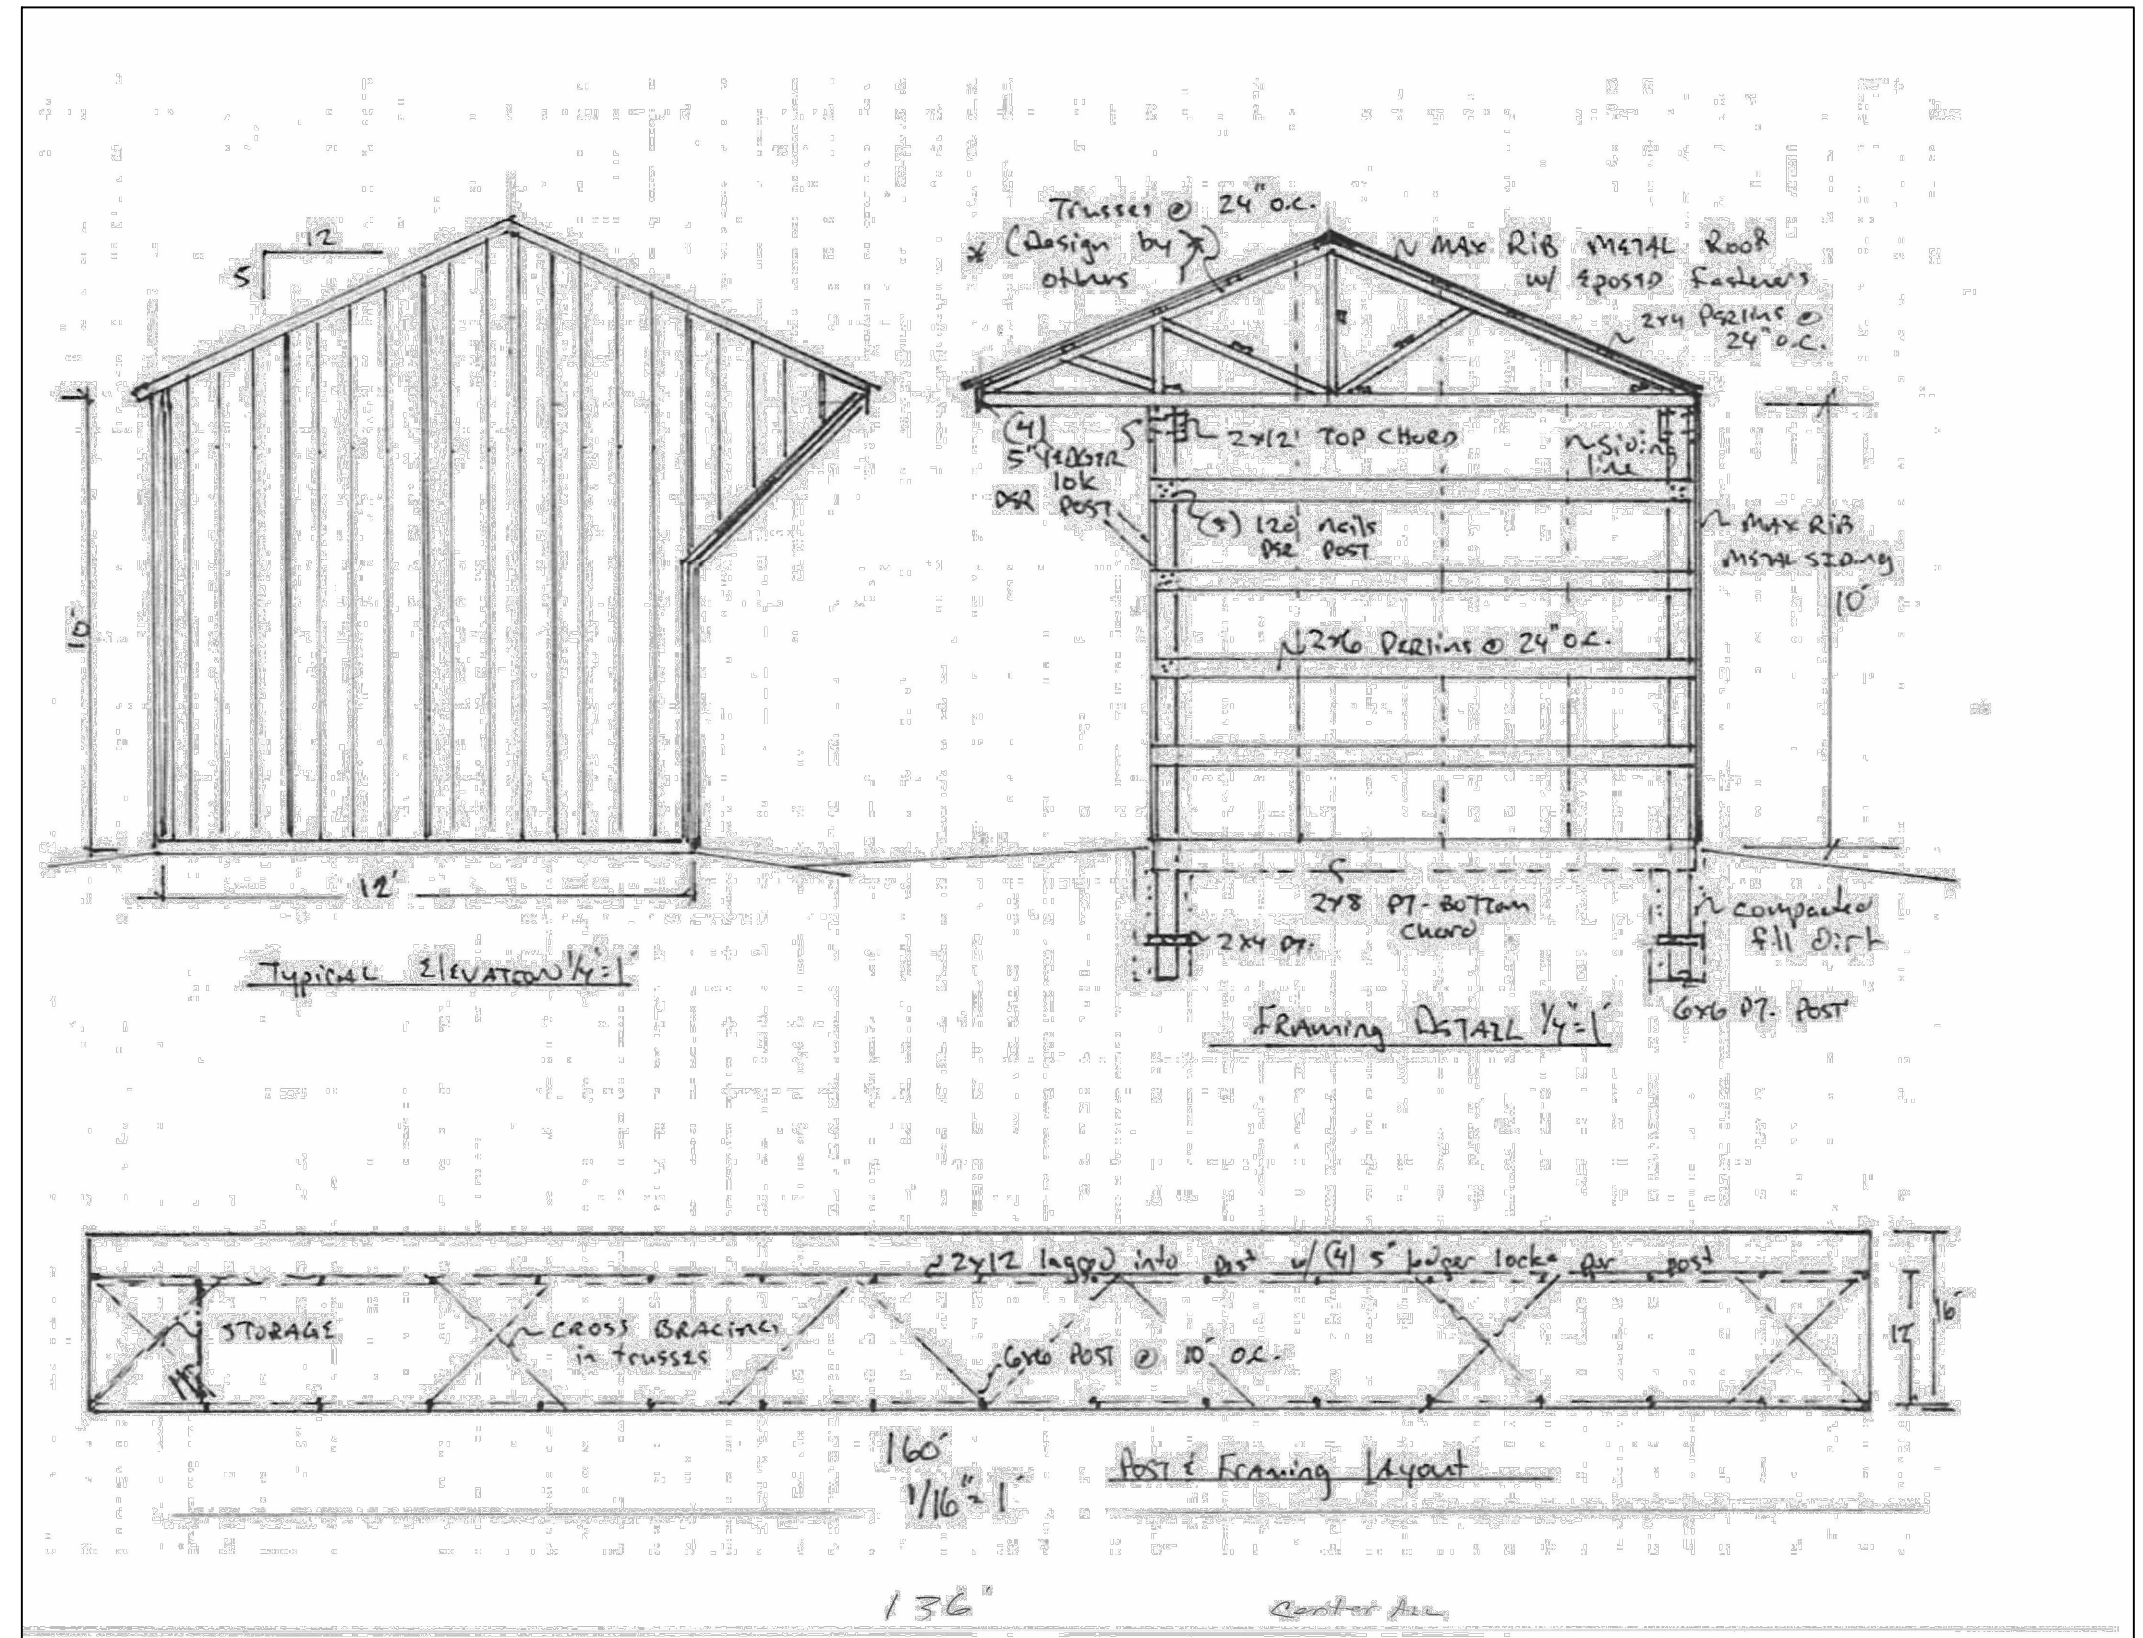 12
5
10'
12'
TYPICAL ELEVATION 1/4"=1'
Trusses @ 24" o.c.
* (Design by *)
others
MAX RIB METAL ROOF
w/ EPOSED Fasteners
2x4 PERLINS @
24" o.c.
(4)
5" LEDGER
lok
PER POST
2x12 TOP CHORD
Siding
line
(5) 12d nails
PER POST
MAX RIB
METAL SIDING
10'
2x6 PERLINS @ 24" o.c.
2x8 PT. BOTTOM
CHORD
2x4 PT.
compacted
fill Dirt
6x6 PT. POST
FRAMING DETAIL 1/4"=1'
2x12 lagged into post w/ (4) 5" ledger locks per post
STORAGE
CROSS BRACING
in trusses
6x6 POST @ 10' O.C.
12'
16'
160'
1/16"=1'
POST & FRAMING LAYOUT
136"
Center